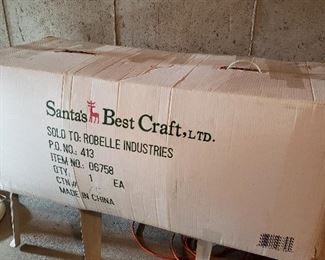 Santa's Best Craft, LTD.
SOLD TO: ROBELLE INDUSTRIES
P.O. NO.: 413
ITEM NO.: 06758
QTY: 1 EA
CTN#
MADE IN CHINA